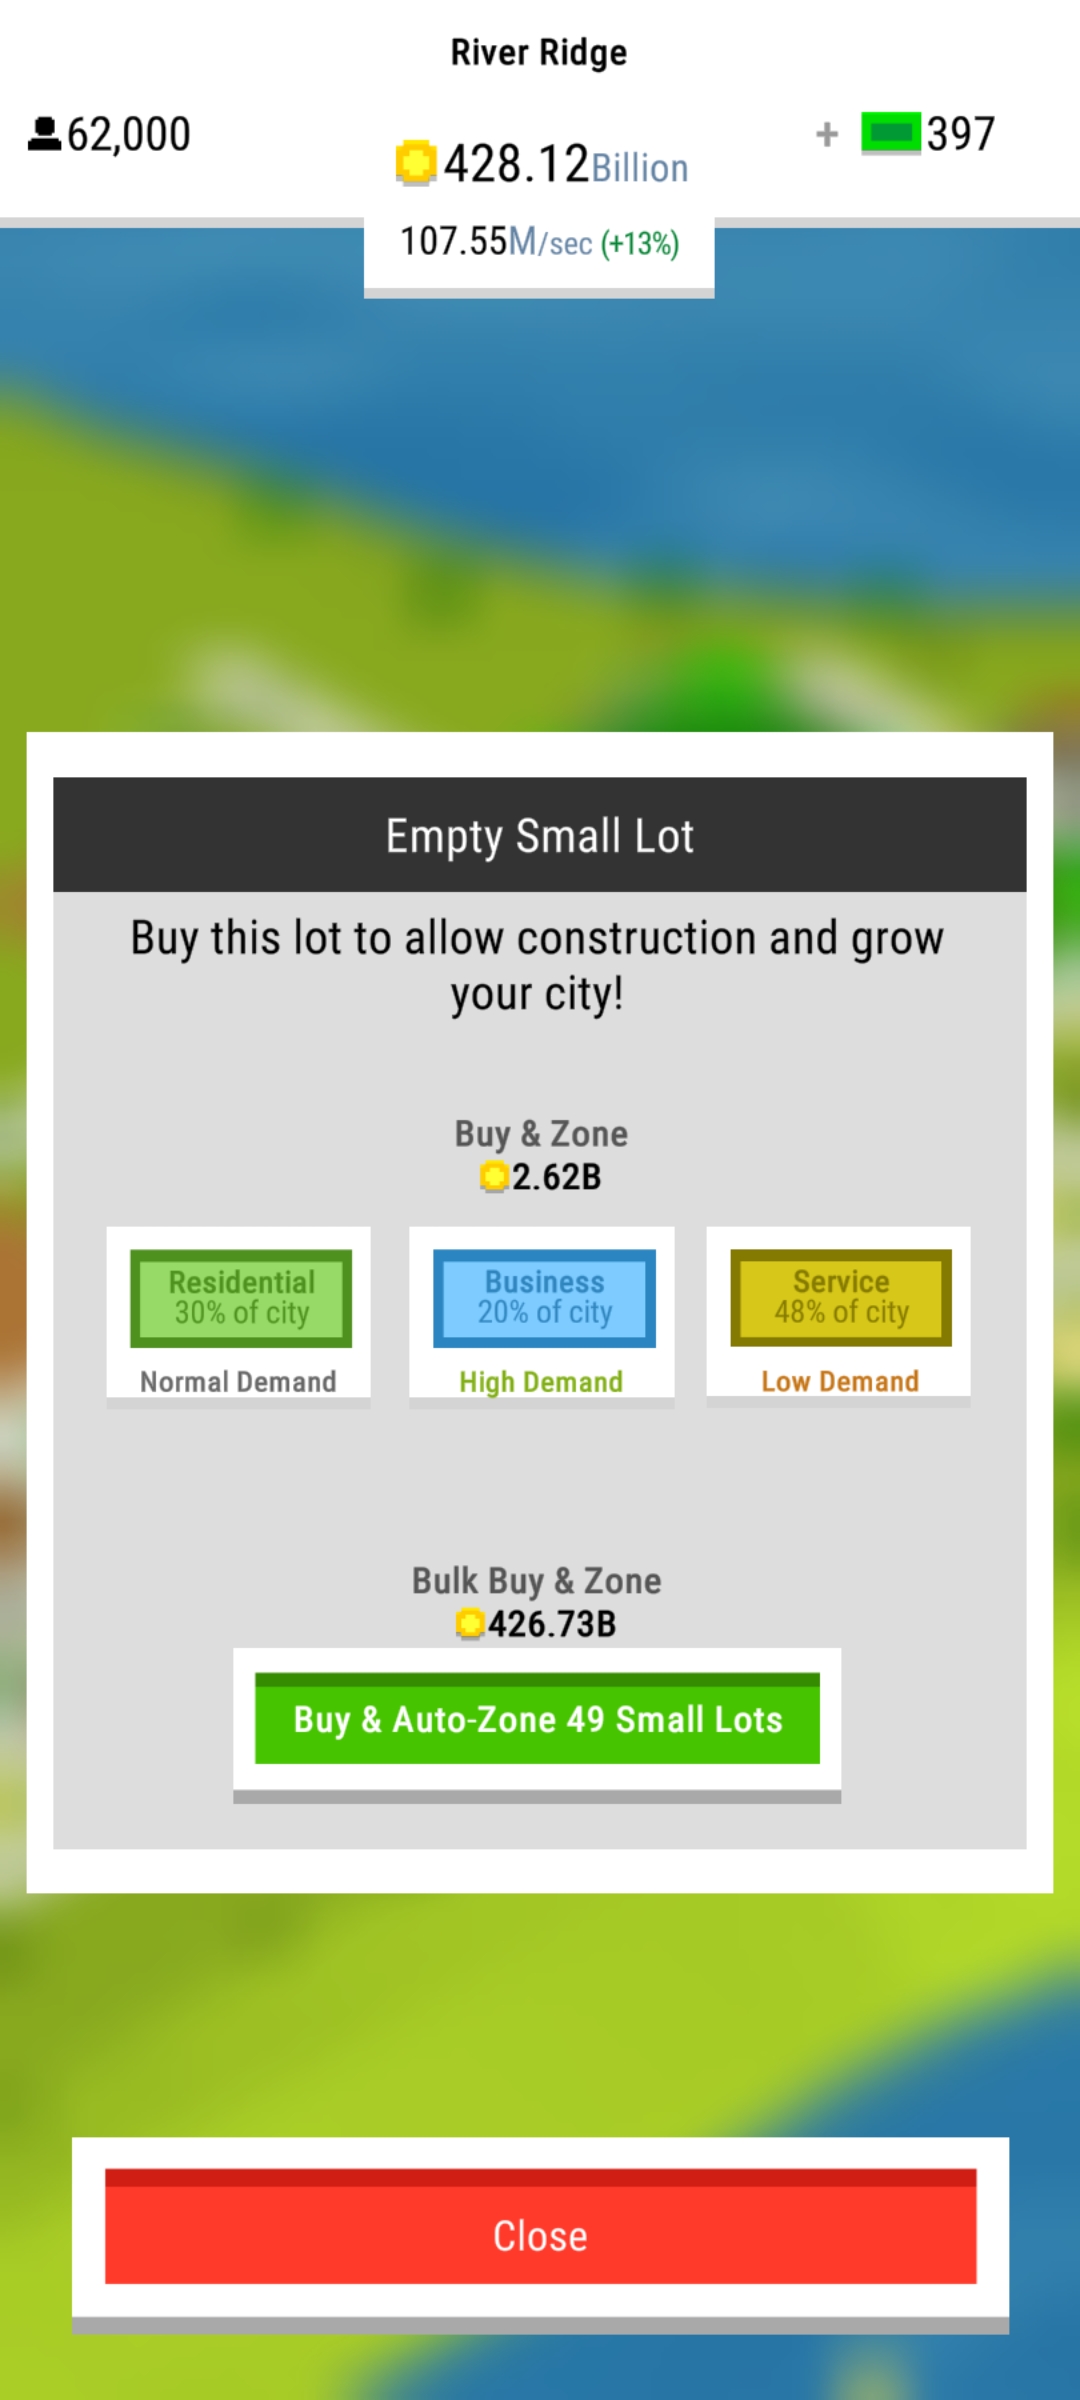 River Ridge
62,000
+ 397
428.12Billion
107.55M/sec (+13%)
Empty Small Lot
Buy this lot to allow construction and grow
your city!
Buy & Zone
2.62B
Residential
30% of city
Normal Demand
Business
20% of city
High Demand
Service
48% of city
Low Demand
Bulk Buy & Zone
426.73B
Buy & Auto-Zone 49 Small Lots
Close